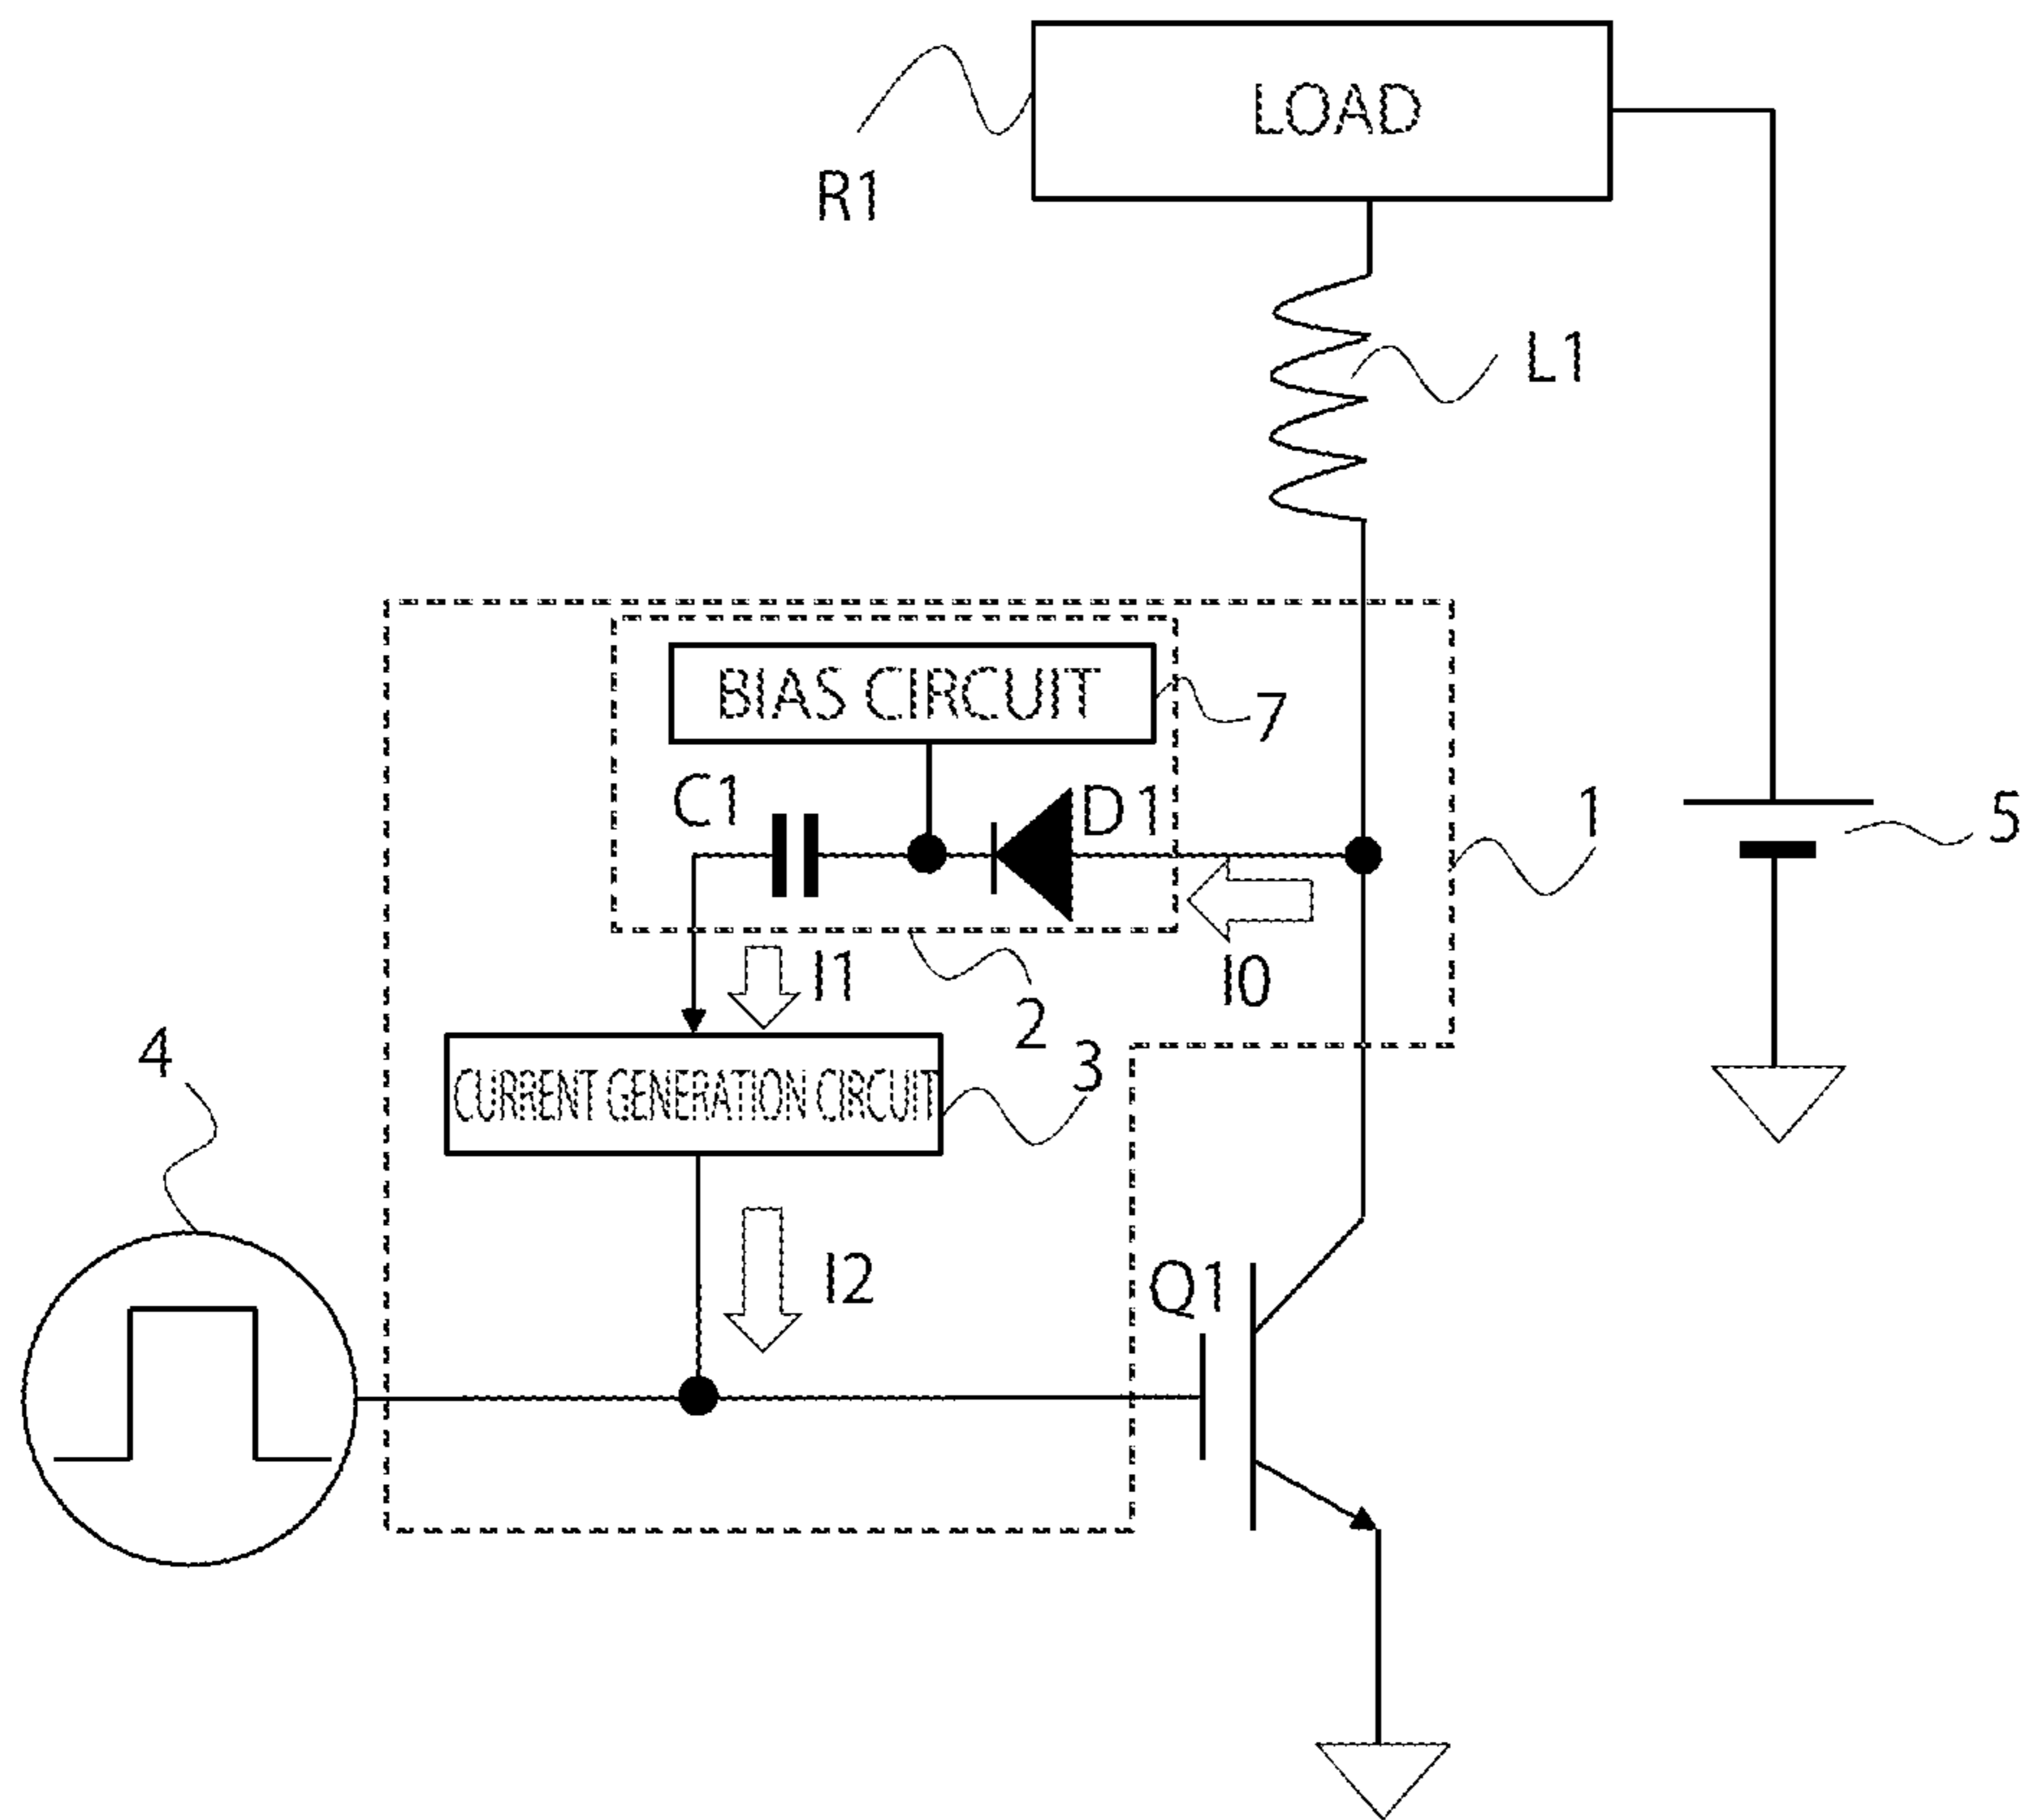 LOAD
R1
L1
BIAS CIRCUIT
7
C1
D1
1
5
I1
I0
2
4
3
CURRENT GENERATION CIRCUIT
I2
Q1